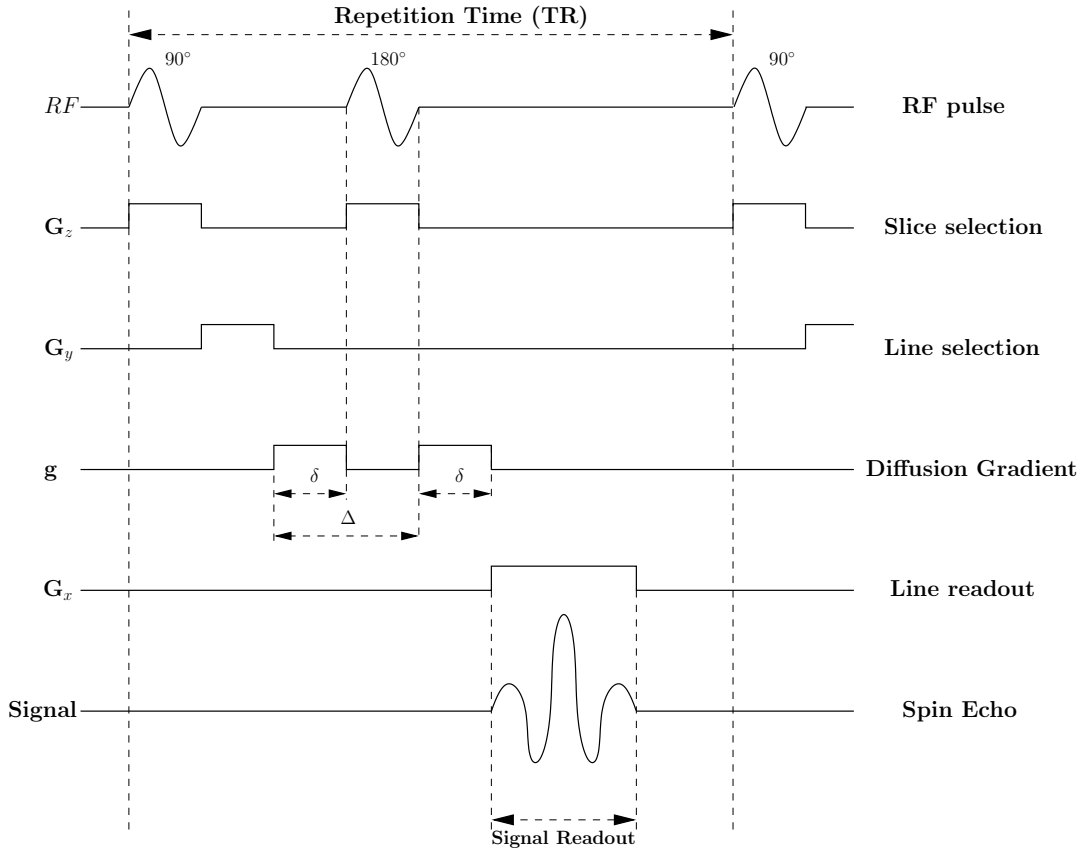 Repetition Time (TR)
90° 180° 90°
RF RF pulse
G_z Slice selection
G_y Line selection
g Diffusion Gradient
δ δ
Δ
G_x Line readout
Signal Spin Echo
Signal Readout